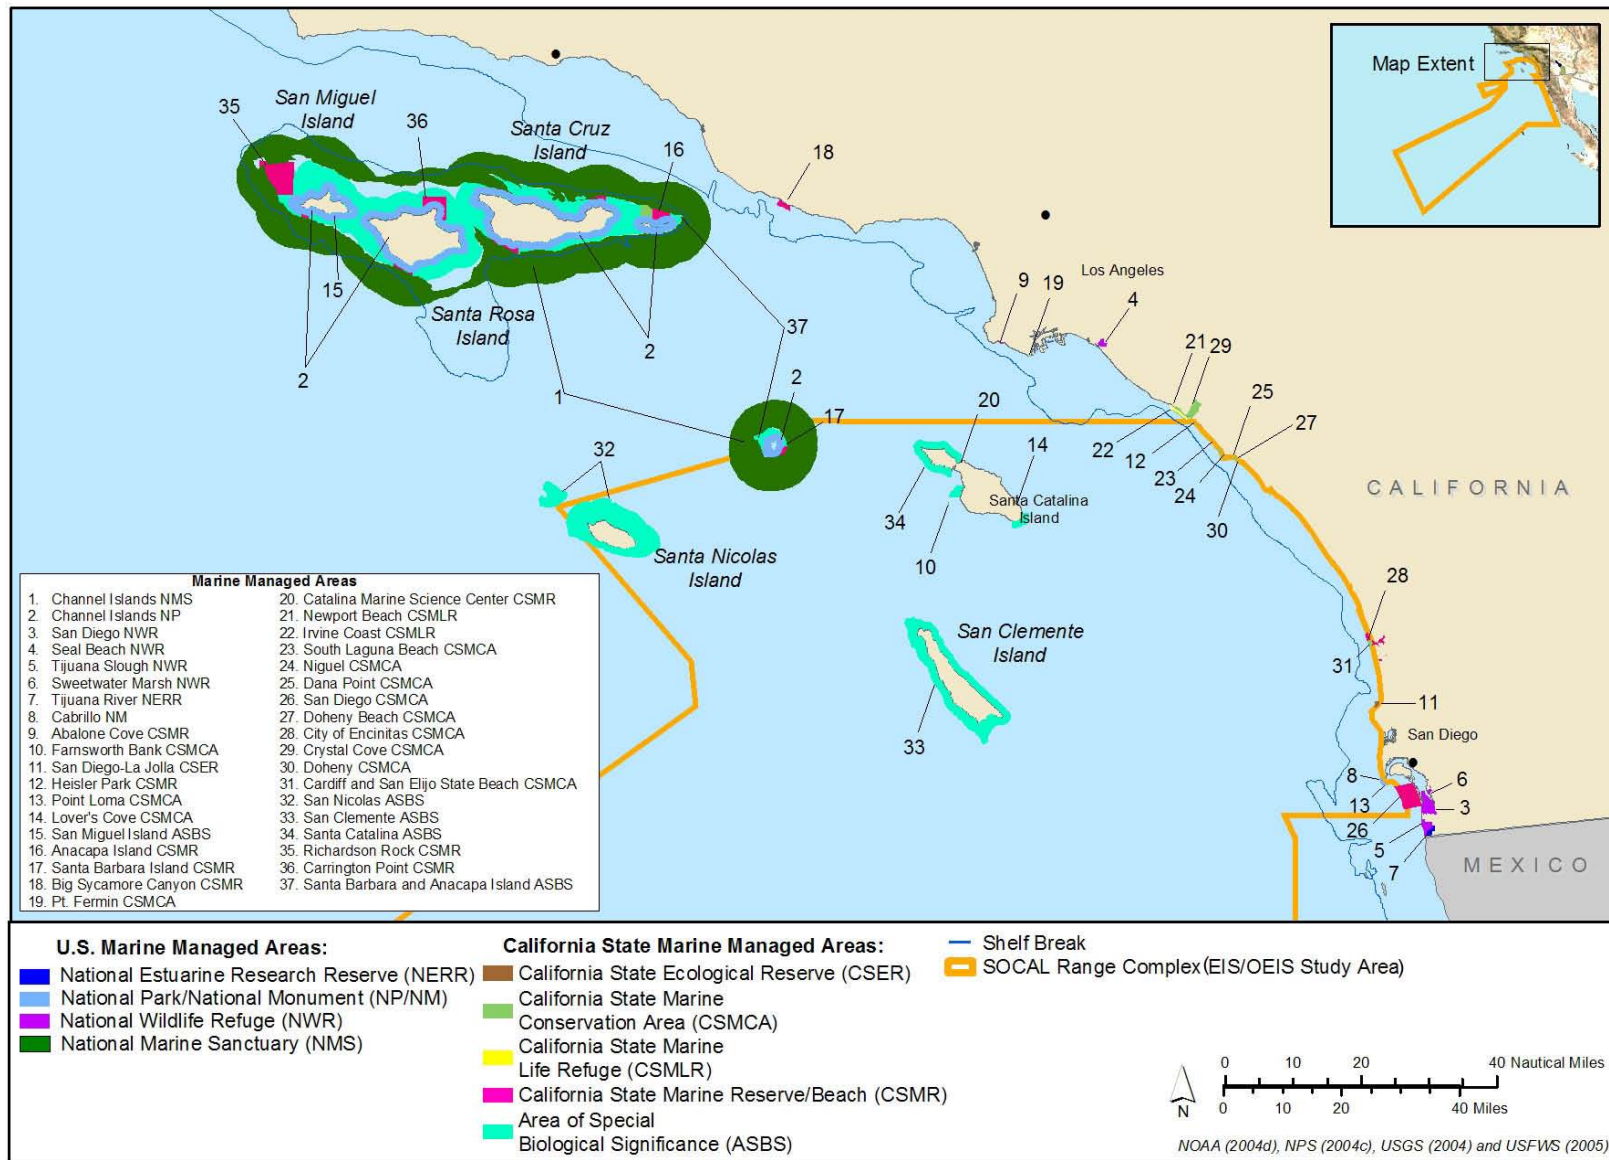 Map Extent
San Miguel
Island
Santa Cruz
Island
Santa Rosa
Island
35
36
16
18
15
2
2
37
1
2
17
32
Santa Nicolas
Island
9
19
Los Angeles
4
21
29
25
27
22
12
23
24
30
20
14
Santa Catalina
Island
34
10
San Clemente
Island
33
CALIFORNIA
28
31
11
San Diego
8
13
26
6
3
5
7
MEXICO
Marine Managed Areas
1. Channel Islands NMS
2. Channel Islands NP
3. San Diego NWR
4. Seal Beach NWR
5. Tijuana Slough NWR
6. Sweetwater Marsh NWR
7. Tijuana River NERR
8. Cabrillo NM
9. Abalone Cove CSMR
10. Farnsworth Bank CSMCA
11. San Diego-La Jolla CSER
12. Heisler Park CSMR
13. Point Loma CSMCA
14. Lover's Cove CSMCA
15. San Miguel Island ASBS
16. Anacapa Island CSMR
17. Santa Barbara Island CSMR
18. Big Sycamore Canyon CSMR
19. Pt. Fermin CSMCA
20. Catalina Marine Science Center CSMR
21. Newport Beach CSMLR
22. Irvine Coast CSMLR
23. South Laguna Beach CSMCA
24. Niguel CSMCA
25. Dana Point CSMCA
26. San Diego CSMCA
27. Doheny Beach CSMCA
28. City of Encinitas CSMCA
29. Crystal Cove CSMCA
30. Doheny CSMCA
31. Cardiff and San Elijo State Beach CSMCA
32. San Nicolas ASBS
33. San Clemente ASBS
34. Santa Catalina ASBS
35. Richardson Rock CSMR
36. Carrington Point CSMR
37. Santa Barbara and Anacapa Island ASBS
U.S. Marine Managed Areas:
National Estuarine Research Reserve (NERR)
National Park/National Monument (NP/NM)
National Wildlife Refuge (NWR)
National Marine Sanctuary (NMS)
California State Marine Managed Areas:
California State Ecological Reserve (CSER)
California State Marine
Conservation Area (CSMCA)
California State Marine
Life Refuge (CSMLR)
California State Marine Reserve/Beach (CSMR)
Area of Special
Biological Significance (ASBS)
Shelf Break
SOCAL Range Complex(EIS/OEIS Study Area)
N
0 10 20 40 Nautical Miles
0 10 20 40 Miles
NOAA (2004d), NPS (2004c), USGS (2004) and USFWS (2005)